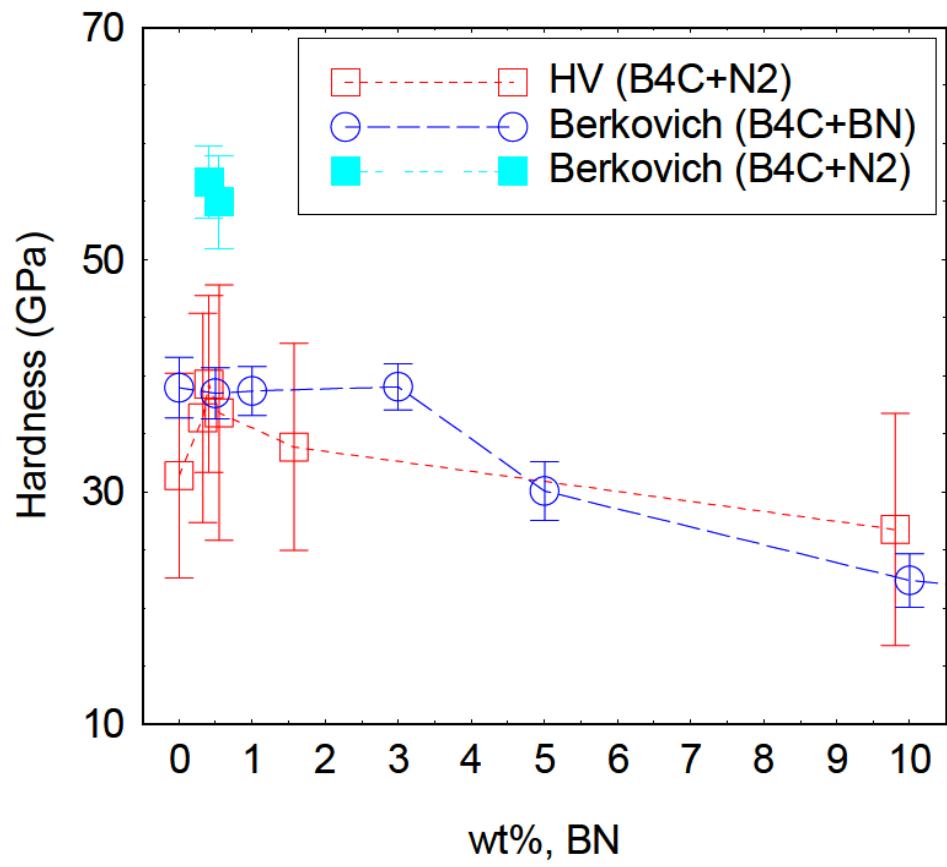 70
50
30
10
Hardness (GPa)
HV (B4C+N2)
Berkovich (B4C+BN)
Berkovich (B4C+N2)
0 1 2 3 4 5 6 7 8 9 10
wt%, BN